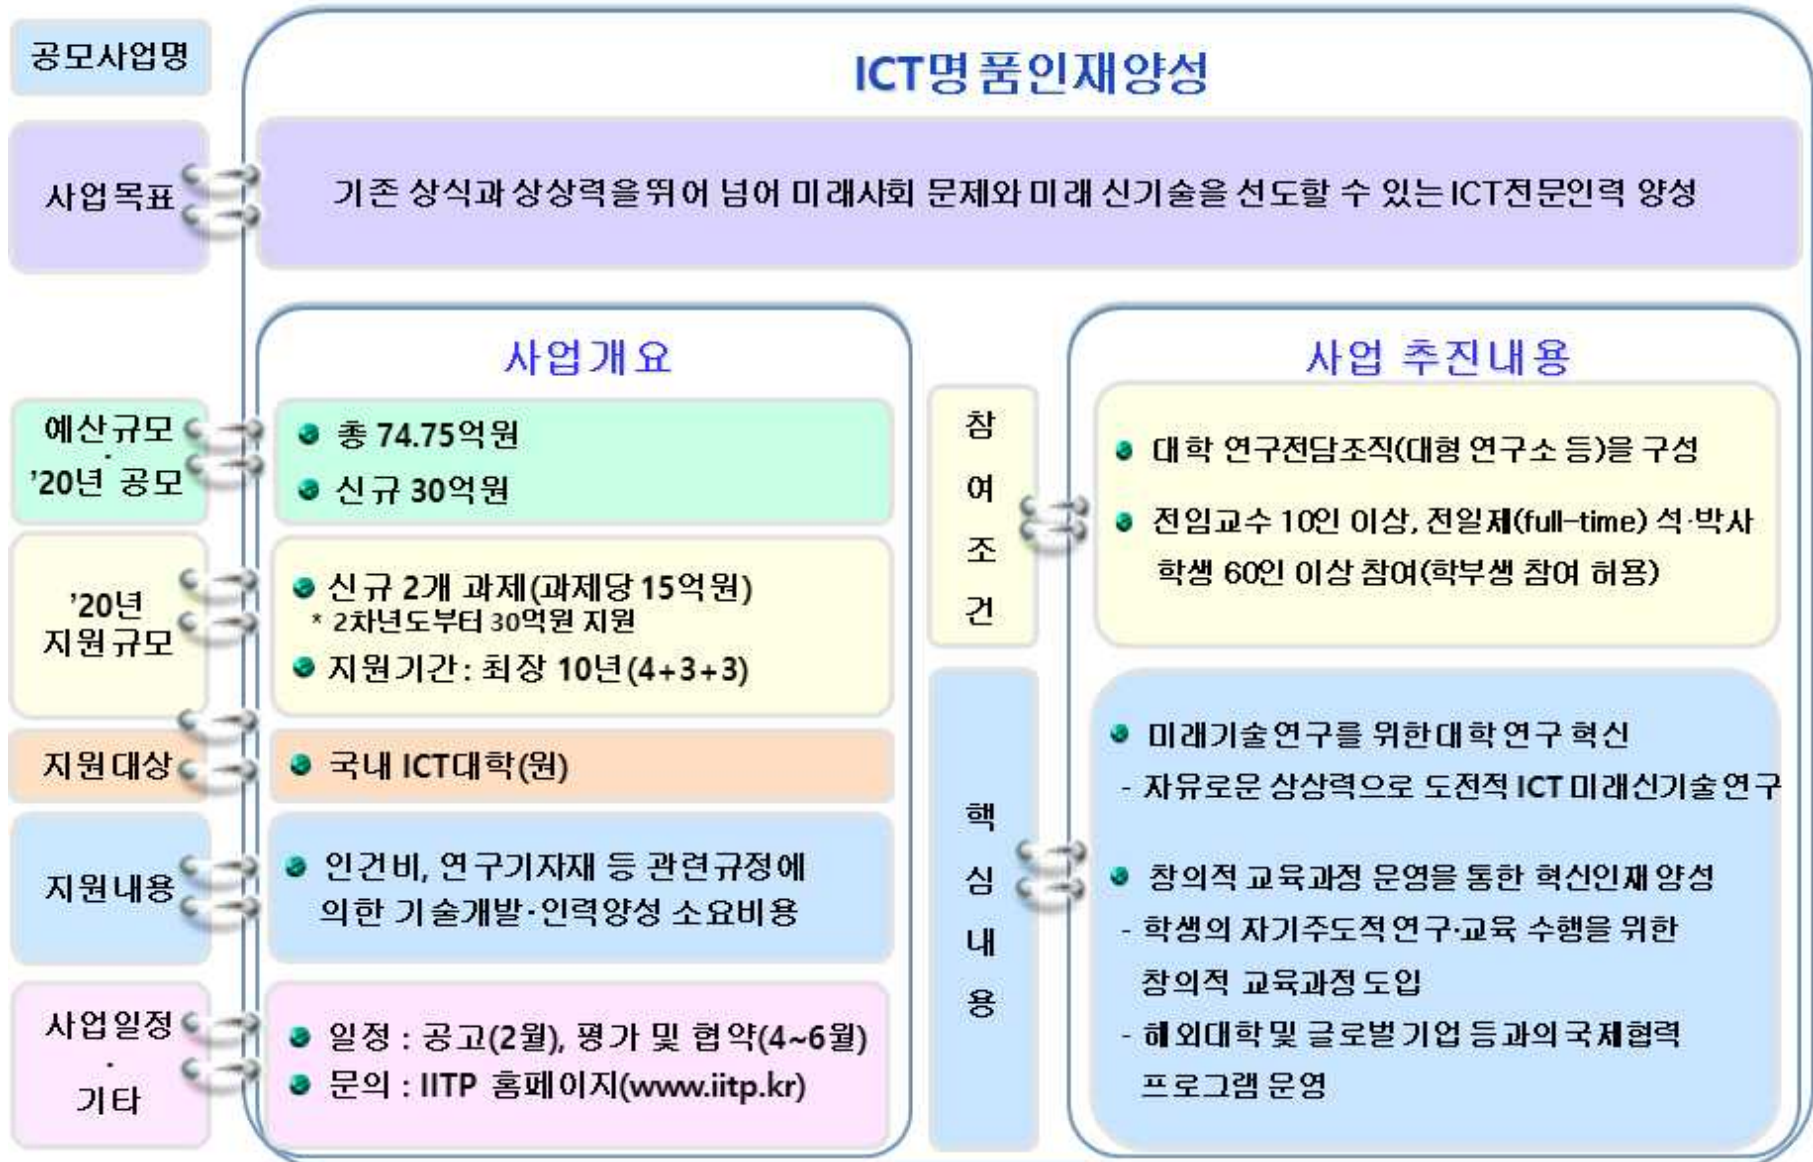 공모사업명
ICT명품인재양성
사업목표
기존 상식과 상상력을 뛰어 넘어 미래사회 문제와 미래 신기술을 선도할 수 있는 ICT전문인력 양성
사업개요
예산규모
·
’20년 공모
총 74.75억원
신규 30억원
’20년
지원규모
신규 2개 과제(과제당 15억원)
* 2차년도부터 30억원 지원
지원기간 : 최장 10년(4+3+3)
지원대상
국내 ICT대학(원)
지원내용
인건비, 연구기자재 등 관련규정에
의한 기술개발·인력양성 소요비용
사업일정
·
기타
일정 : 공고(2월), 평가 및 협약(4~6월)
문의 : IITP 홈페이지(www.iitp.kr)
사업 추진내용
참
여
조
건
대학 연구전담조직(대형 연구소 등)을 구성
전임교수 10인 이상, 전일제(full-time) 석·박사
학생 60인 이상 참여(학부생 참여 허용)
핵
심
내
용
미래기술연구를 위한 대학 연구 혁신
- 자유로운 상상력으로 도전적 ICT 미래신기술 연구
창의적 교육과정 운영을 통한 혁신인재 양성
- 학생의 자기주도적 연구·교육 수행을 위한
창의적 교육과정 도입
- 해외대학 및 글로벌 기업 등과의 국제협력
프로그램 운영